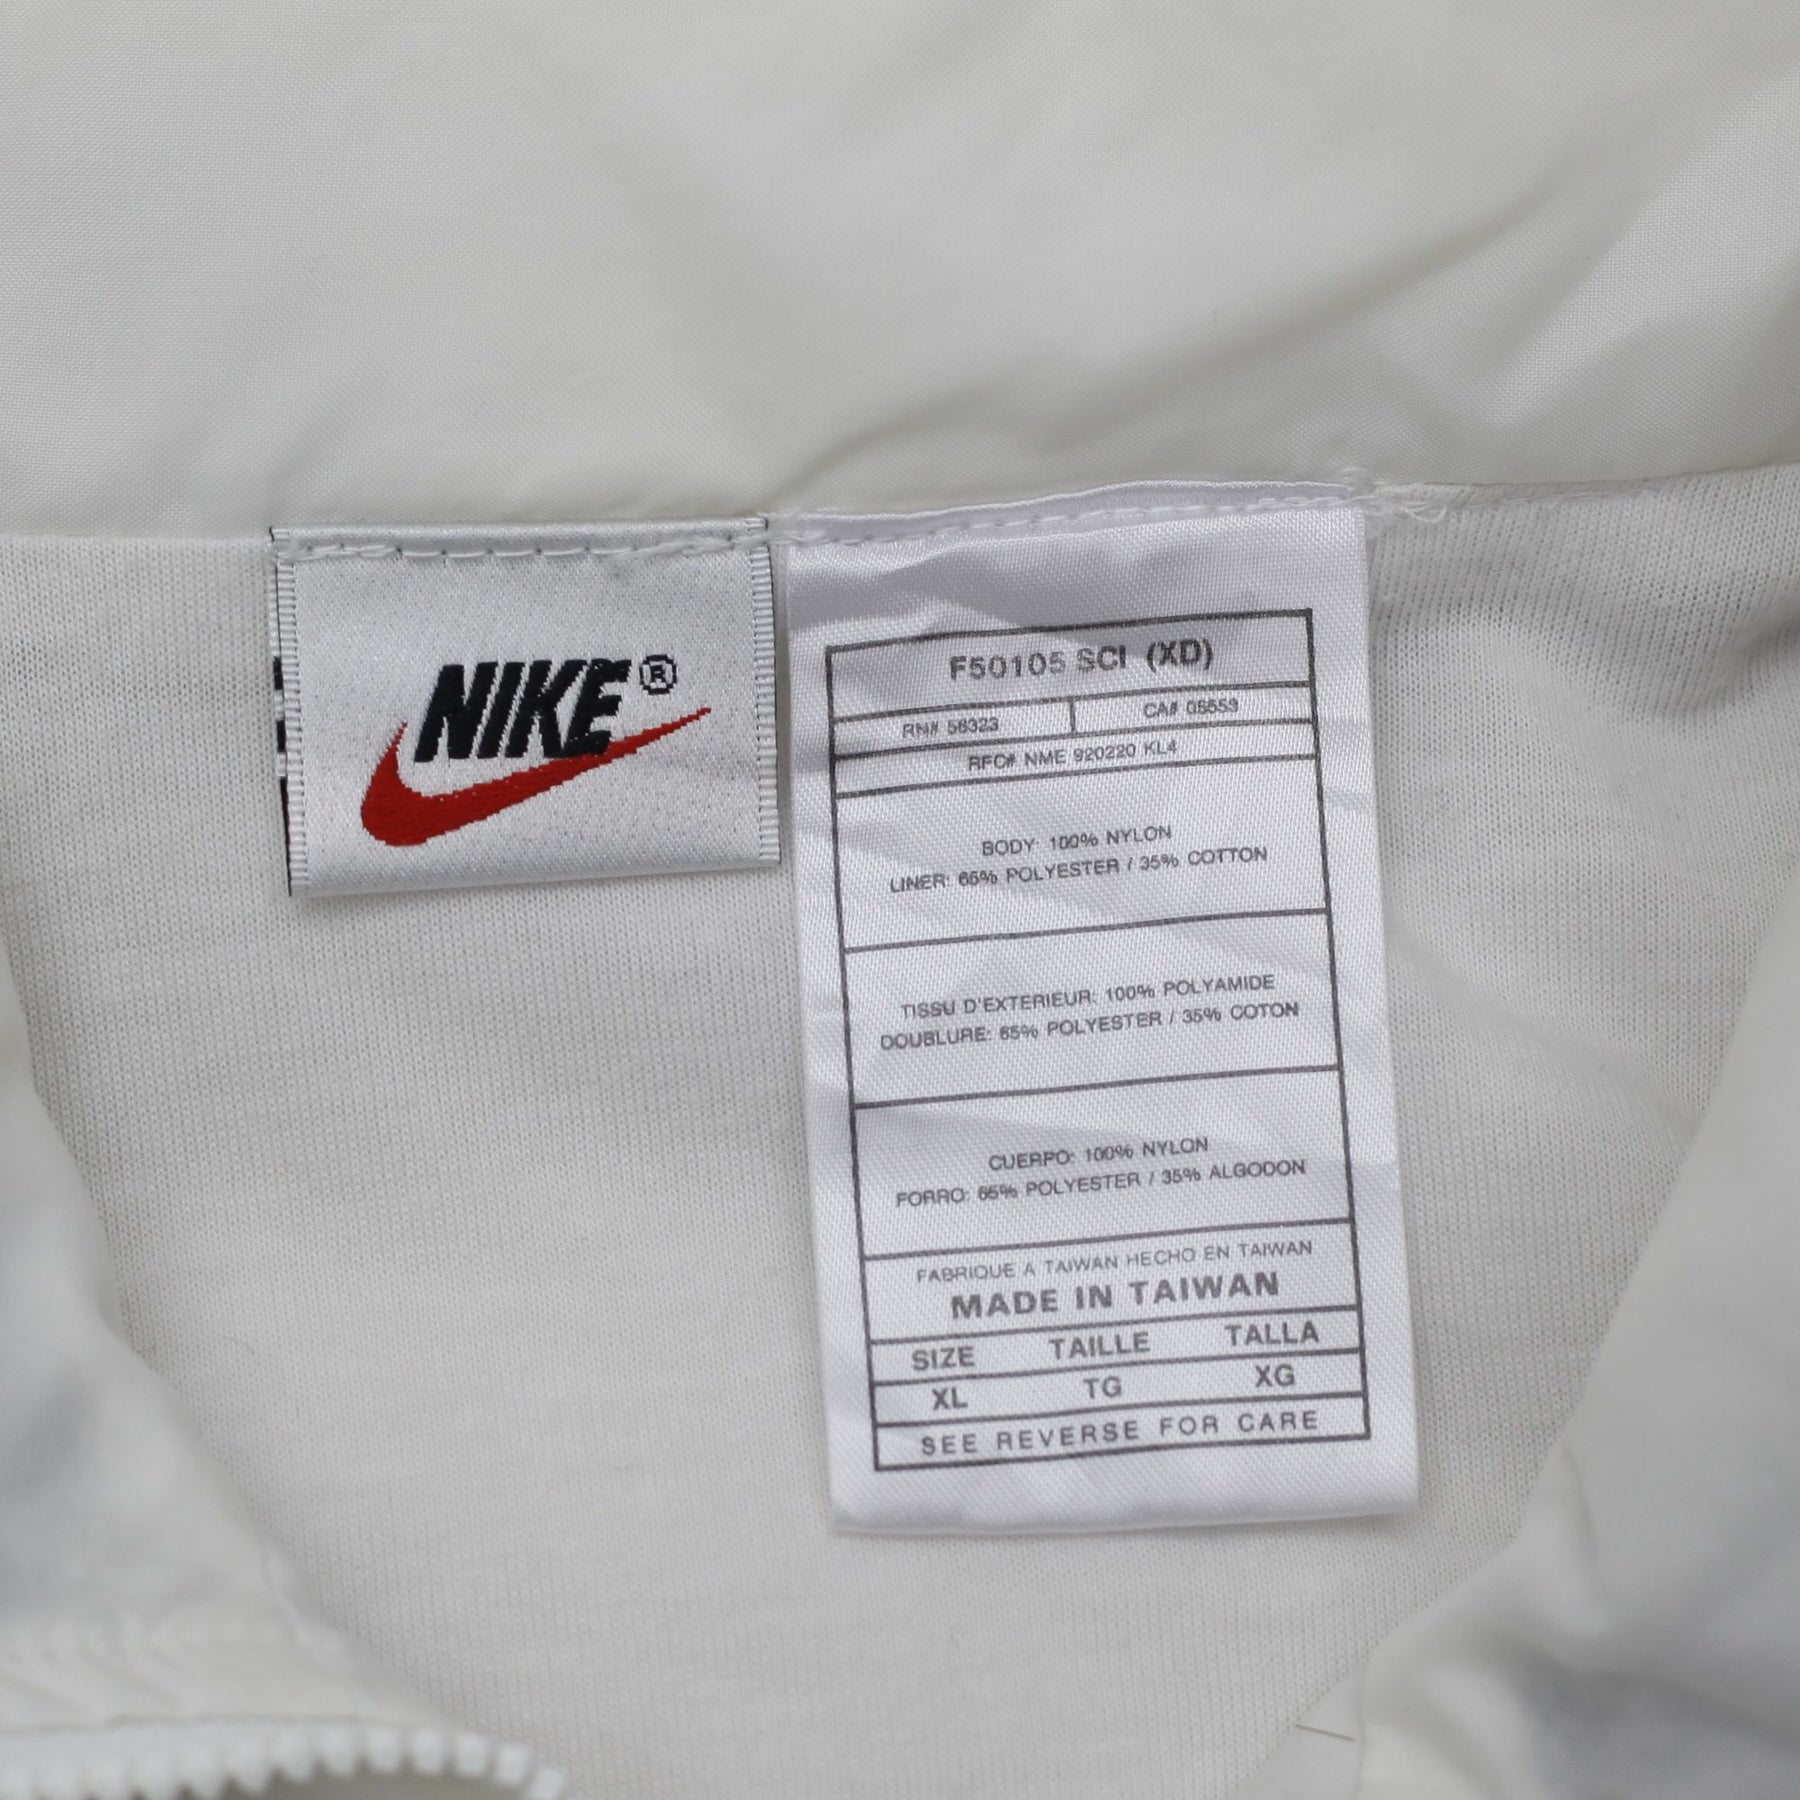 NIKE®
F50105 SCI (XD)
RN# 56323
CA# 05553
RFC# NME 920220 KL4
BODY: 100% NYLON
LINER: 65% POLYESTER / 35% COTTON
TISSU D'EXTERIEUR: 100% POLYAMIDE
DOUBLURE: 65% POLYESTER / 35% COTON
CUERPO: 100% NYLON
FORRO: 65% POLYESTER / 35% ALGODON
FABRIQUE A TAIWAN HECHO EN TAIWAN
MADE IN TAIWAN
SIZE TAILLE TALLA
XL TG XG
SEE REVERSE FOR CARE